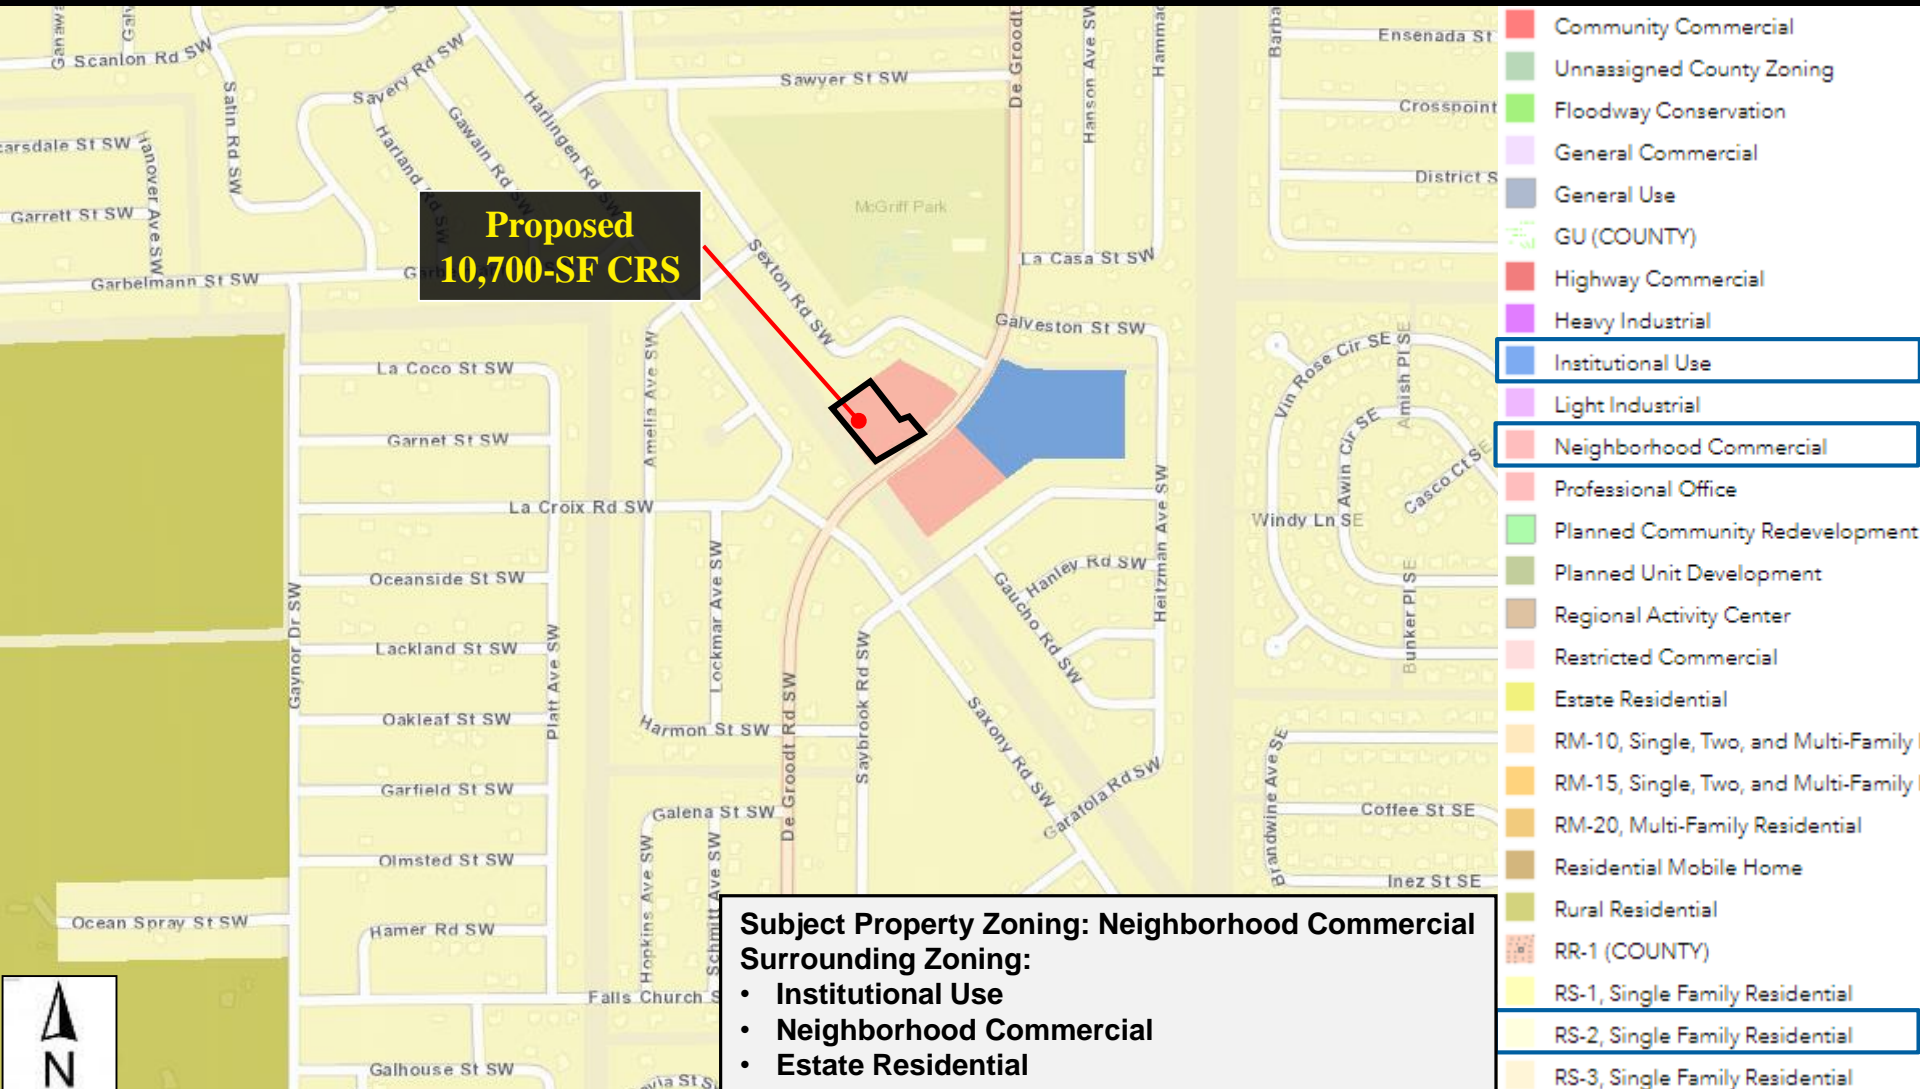 Scanlon Rd SW
Satin Rd SW
Savery Rd SW
Harland Rd SW
Gawain Rd SW
Harlingen Rd SW
Sawyer St SW
De Groodt
Hanson Ave SW
Ensenada St
Crosspoint
District S
St SW
Hanover Ave SW
Garrett St SW
Garbelmann St SW
Proposed
10,700-SF CRS
McGriff Park
Sexton Rd SW
La Casa St SW
Galveston St SW
Vin Rose Cir SE
Amish Pl SE
La Coco St SW
Amelia Ave SW
Garnet St SW
Awin Cir SE
Casco Ct SE
La Croix Rd SW
Windy Ln SE
Heitzman Ave SW
Lockmar Ave SW
Oceanside St SW
Hanley Rd SW
Gaucho Rd SW
Bunker Pl SE
Gaynor Dr SW
Lackland St SW
Platt Ave SW
Oakleaf St SW
Harmon St SW
De Groodt Rd SW
Saybrook Rd SW
Saxony Rd SW
Garafola Rd SW
Brandwine Ave SE
Garfield St SW
Galena St SW
Coffee St SE
Olmsted St SW
Hopkins Ave SW
Schmitt Ave SW
Inez St SE
Ocean Spray St SW
Hamer Rd SW
Falls Church S
Galhouse St SW
N
Subject Property Zoning: Neighborhood Commercial
Surrounding Zoning:
• Institutional Use
• Neighborhood Commercial
• Estate Residential
Community Commercial
Unnassigned County Zoning
Floodway Conservation
General Commercial
General Use
GU (COUNTY)
Highway Commercial
Heavy Industrial
Institutional Use
Light Industrial
Neighborhood Commercial
Professional Office
Planned Community Redevelopment
Planned Unit Development
Regional Activity Center
Restricted Commercial
Estate Residential
RM-10, Single, Two, and Multi-Family
RM-15, Single, Two, and Multi-Family
RM-20, Multi-Family Residential
Residential Mobile Home
Rural Residential
RR-1 (COUNTY)
RS-1, Single Family Residential
RS-2, Single Family Residential
RS-3, Single Family Residential